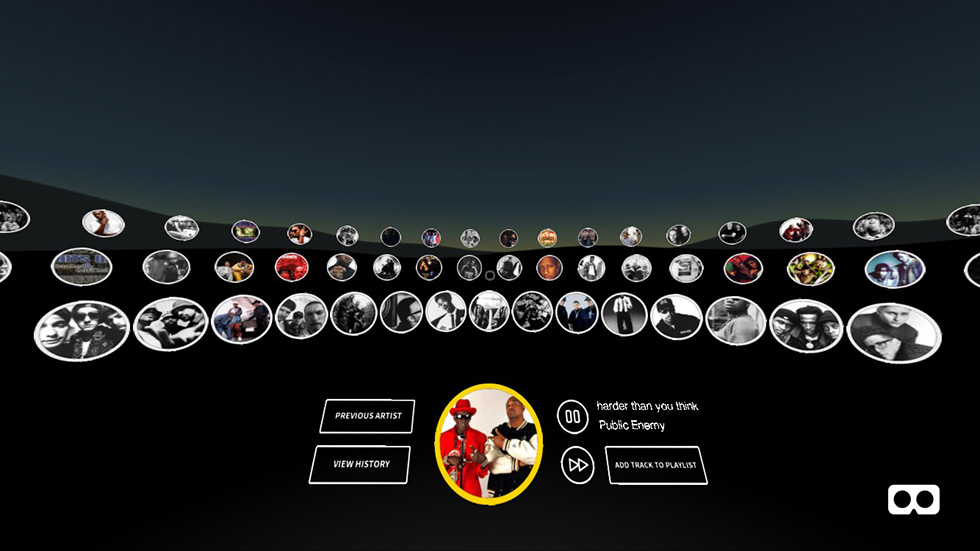 PREVIOUS ARTIST
VIEW HISTORY
harder than you think
Public Enemy
ADD TRACK TO PLAYLIST